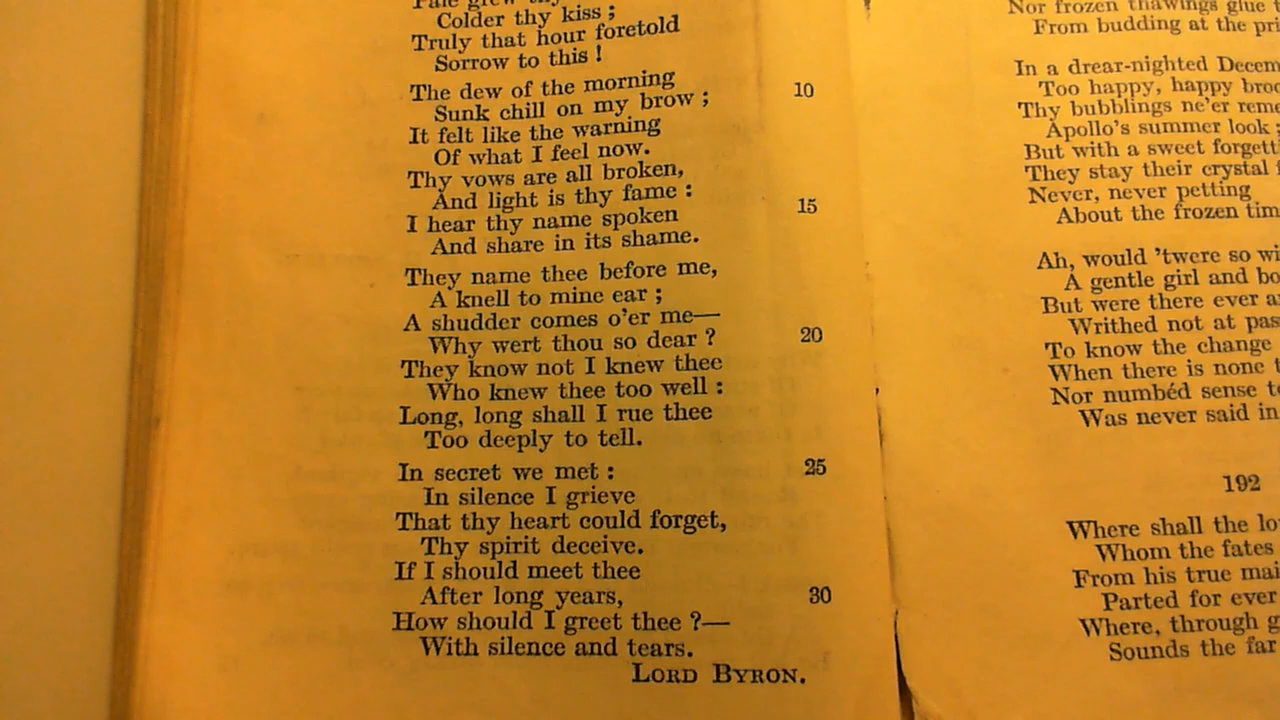 Colder thy kiss ;
Truly that hour foretold
Sorrow to this !
The dew of the morning
10
Sunk chill on my brow ;
It felt like the warning
Of what I feel now.
Thy vows are all broken,
And light is thy fame :
15
I hear thy name spoken
And share in its shame.
They name thee before me,
A knell to mine ear ;
A shudder comes o'er me—
Why wert thou so dear ?
20
They know not I knew thee
Who knew thee too well :
Long, long shall I rue thee
Too deeply to tell.
In secret we met :
25
In silence I grieve
That thy heart could forget,
Thy spirit deceive.
If I should meet thee
After long years,
30
How should I greet thee ?—
With silence and tears.
LORD BYRON.
Nor frozen thawings glue
From budding at the
In a drear-nighted
Too happy, happy
Thy bubblings ne'er
Apollo's summer look ;
But with a sweet
They stay their crystal
Never, never petting
About the frozen
Ah, would 'twere so
A gentle girl and
But were there ever
Writhed not at
To know the change
When there is none
Nor numbéd sense
Was never said in
192
Where shall the
Whom the fates
From his true
Parted for ever
Where, through
Sounds the far